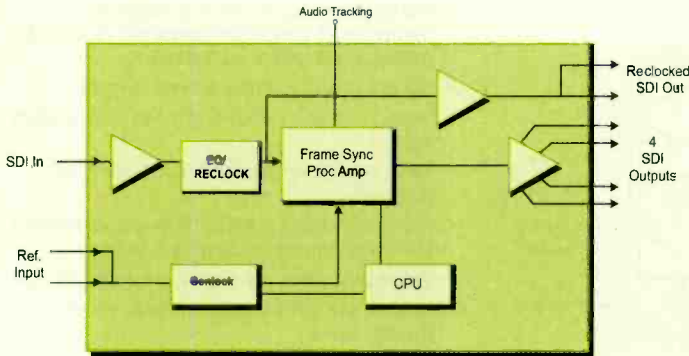 Audio Tracking
Reclocked
SDI Out
SDI In
EQ/
RECLOCK
Frame Sync
Proc Amp
4
SDI
Outputs
Ref.
Input
Genlock
CPU